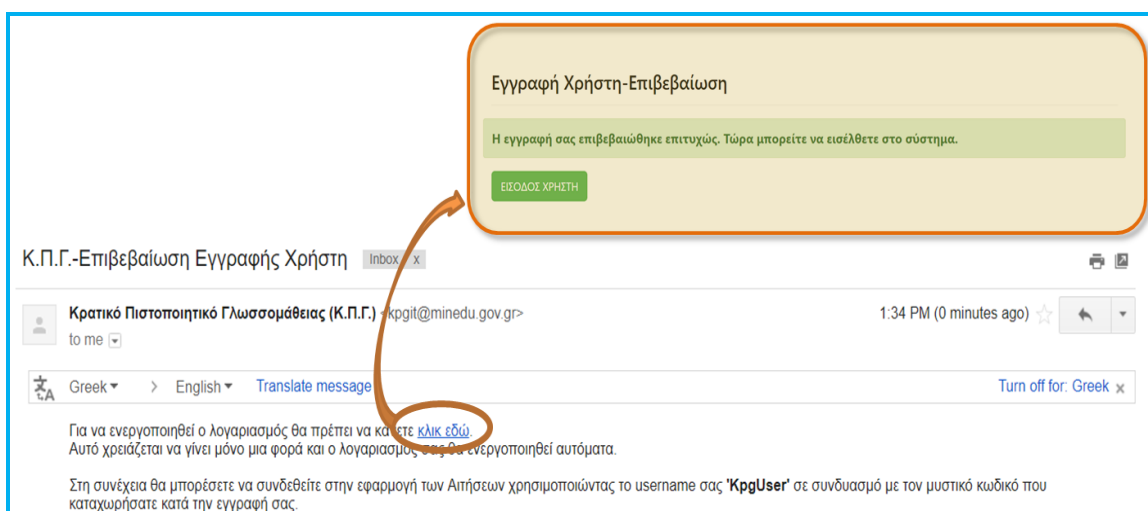 Εγγραφή Χρήστη-Επιβεβαίωση
Η εγγραφή σας επιβεβαιώθηκε επιτυχώς. Τώρα μπορείτε να εισέλθετε στο σύστημα.
ΕΙΣΟΔΟΣ ΧΡΗΣΤΗ
Κ.Π.Γ.-Επιβεβαίωση Εγγραφής Χρήστη Inbox x
Κρατικό Πιστοποιητικό Γλωσσομάθειας (Κ.Π.Γ.) <kpgit@minedu.gov.gr> 1:34 PM (0 minutes ago)
to me
Greek > English Translate message Turn off for: Greek x
Για να ενεργοποιηθεί ο λογαριασμός θα πρέπει να κάνετε κλικ εδώ.
Αυτό χρειάζεται να γίνει μόνο μια φορά και ο λογαριασμός σας θα ενεργοποιηθεί αυτόματα.
Στη συνέχεια θα μπορέσετε να συνδεθείτε στην εφαρμογή των Αιτήσεων χρησιμοποιώντας το username σας 'KpgUser' σε συνδυασμό με τον μυστικό κωδικό που
καταχωρήσατε κατά την εγγραφή σας.